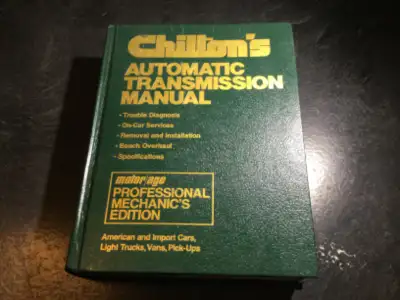 Chilton's
AUTOMATIC
TRANSMISSION
MANUAL
• Trouble Diagnosis
• On-Car Services
• Removal and Installation
• Bench Overhaul
• Specifications
motor/age
PROFESSIONAL
MECHANIC'S
EDITION
American and Import Cars,
Light Trucks, Vans, Pick-Ups